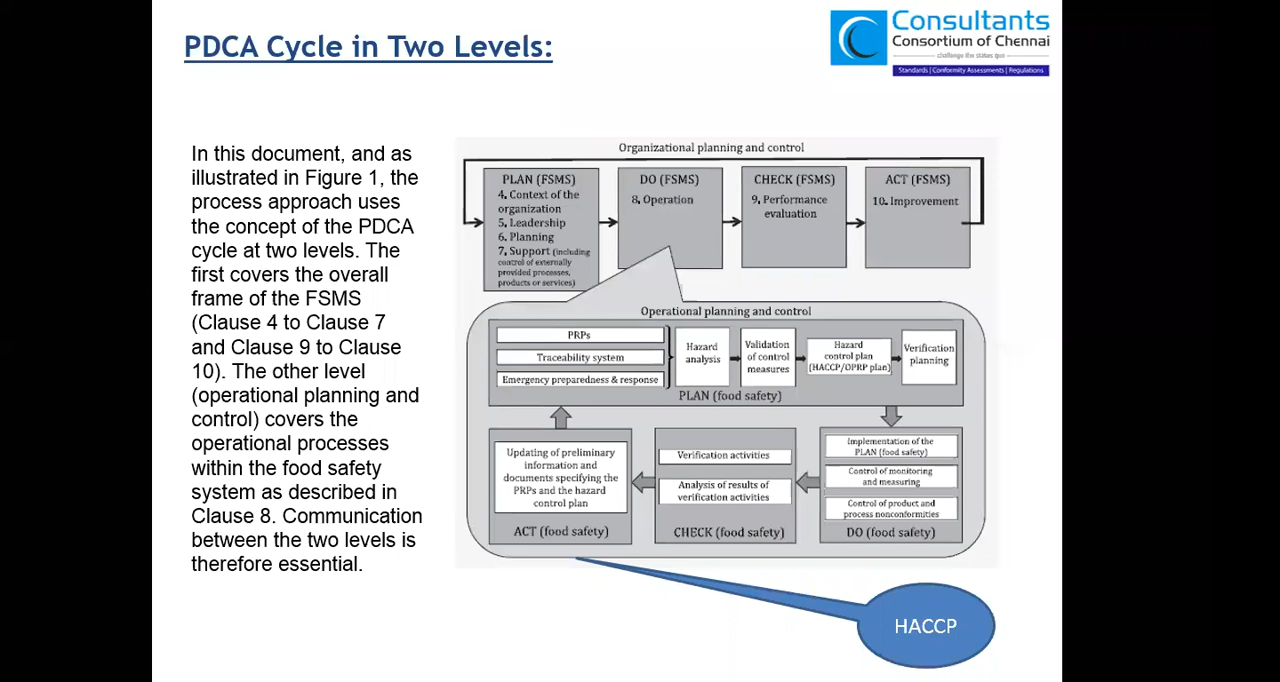 PDCA Cycle in Two Levels:
Consultants
Consortium of Chennai
Standards | Conformity Assessments | Regulations
In this document, and as
illustrated in Figure 1, the
process approach uses
the concept of the PDCA
cycle at two levels. The
first covers the overall
frame of the FSMS
(Clause 4 to Clause 7
and Clause 9 to Clause
10). The other level
(operational planning and
control) covers the
operational processes
within the food safety
system as described in
Clause 8. Communication
between the two levels is
therefore essential.
Organizational planning and control
PLAN (FSMS)
4. Context of the
organization
5. Leadership
6. Planning
7. Support (including
control of externally
provided processes,
products or services)
DO (FSMS)
8. Operation
CHECK (FSMS)
9. Performance
evaluation
ACT (FSMS)
10. Improvement
Operational planning and control
PRPs
Traceability system
Emergency preparedness & response
Hazard
analysis
Validation
of control
measures
Hazard
control plan
(HACCP/OPRP plan)
Verification
planning
PLAN (food safety)
Updating of preliminary
information and
documents specifying the
PRPs and the hazard
control plan
ACT (food safety)
Verification activities
Analysis of results of
verification activities
CHECK (food safety)
Implementation of the
PLAN (food safety)
Control of monitoring
and measuring
Control of product and
process nonconformities
DO (food safety)
HACCP